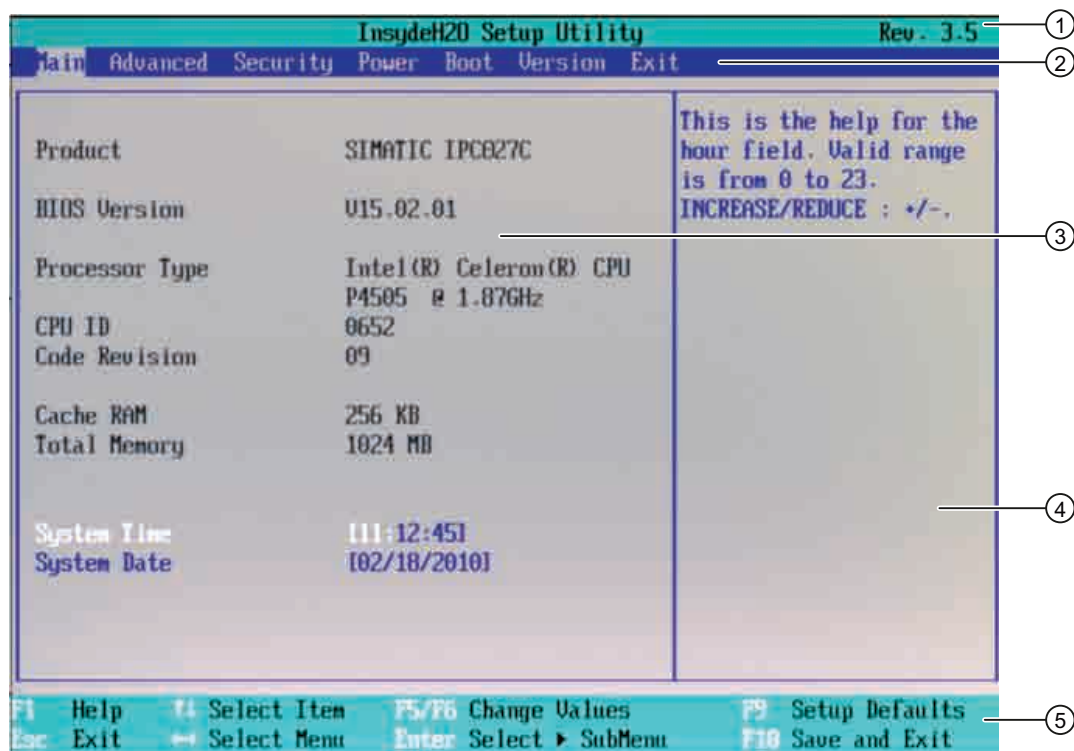 InsydeH2O Setup Utility Rev. 3.5 ①
Main Advanced Security Power Boot Version Exit ②
This is the help for the
hour field. Valid range
is from 0 to 23.
INCREASE/REDUCE : +/-.
Product SIMATIC IPC827C
BIOS Version V15.02.01
③
Processor Type Intel(R) Celeron(R) CPU
P4505 @ 1.87GHz
CPU ID 0652
Code Revision 09
Cache RAM 256 KB
Total Memory 1024 MB
④
System Time [11:12:45]
System Date [02/18/2010]
F1 Help ↑↓ Select Item F5/F6 Change Values F9 Setup Defaults
Esc Exit ↔ Select Menu Enter Select ▶ SubMenu F10 Save and Exit
⑤